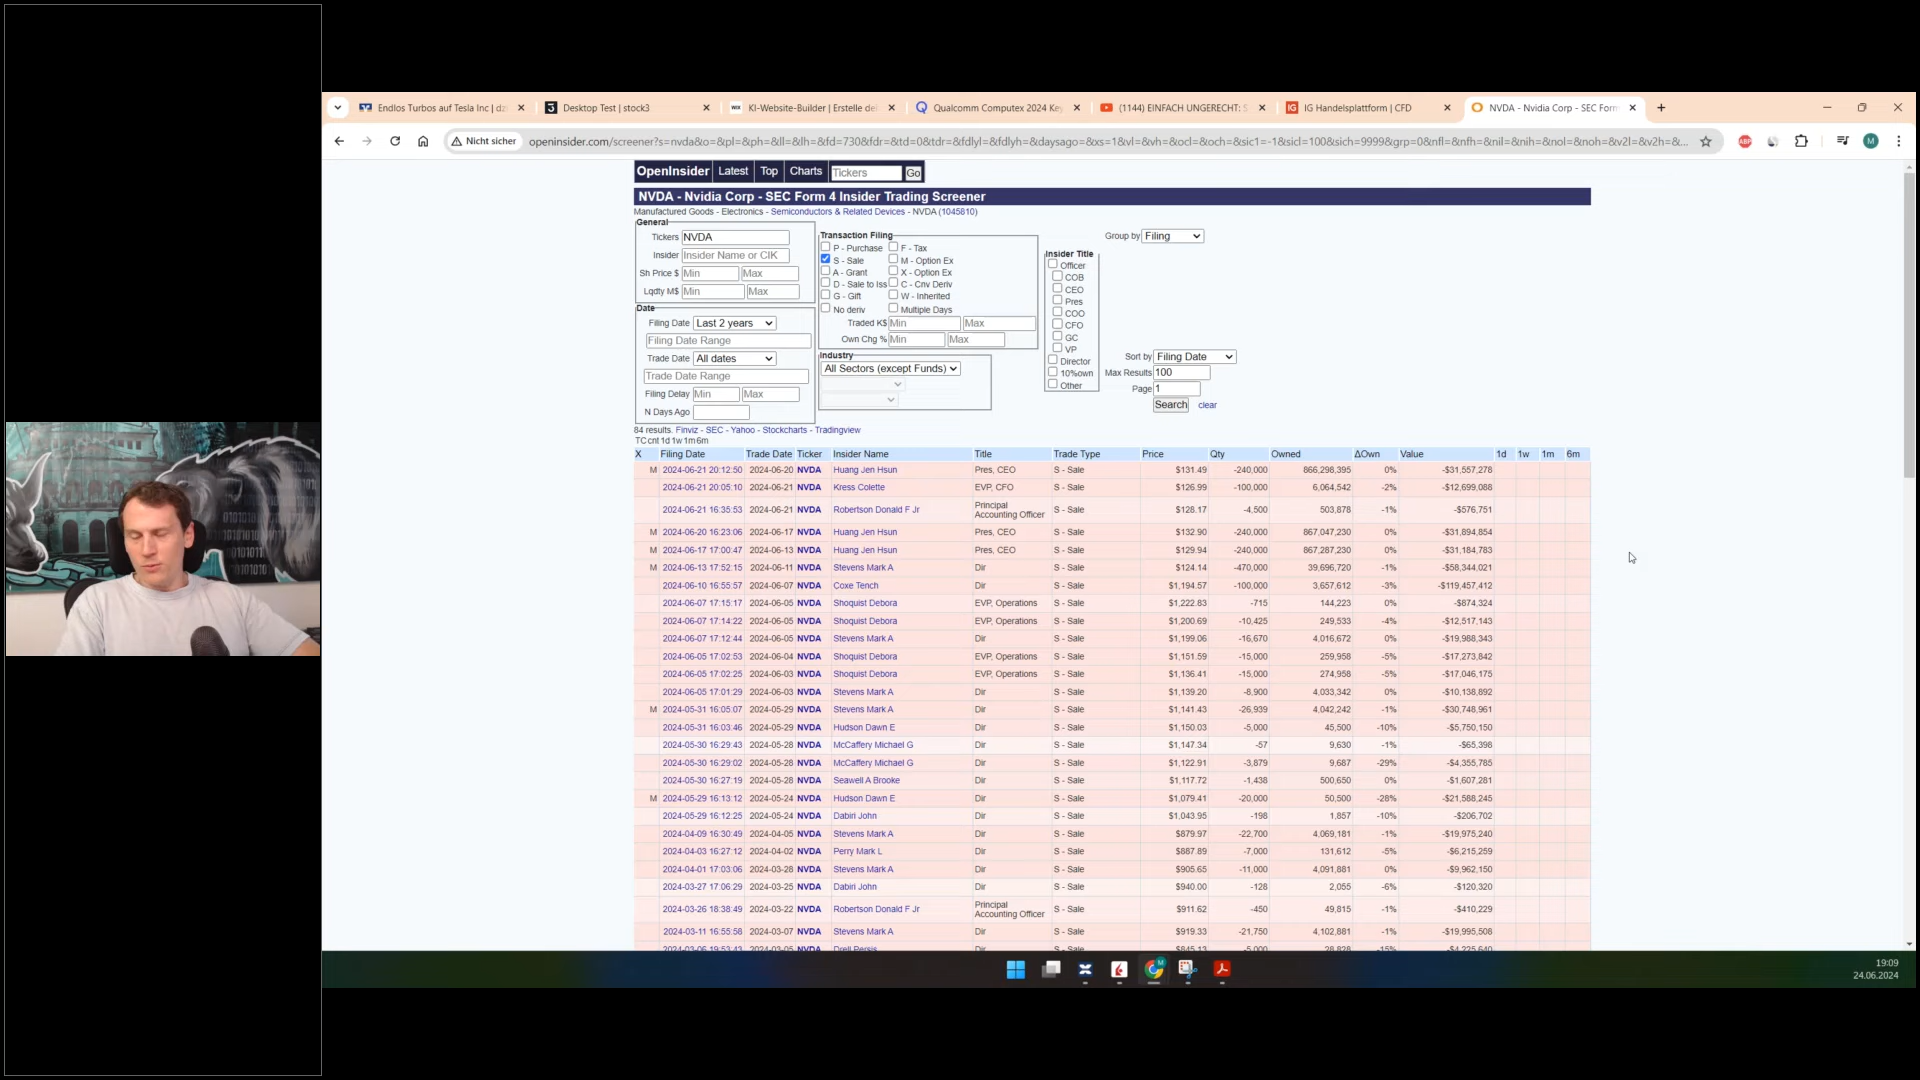 Endlos Turbos auf Tesla Inc | dz
Desktop Test | stock3
KI-Website-Builder | Erstelle de
Qualcomm Computex 2024 Ke
(1144) EINFACH UNGERECHT: S
IG Handelsplattform | CFD
NVDA - Nvidia Corp - SEC For
Nicht sicher
openinsider.com/screener?s=nvda&o=&pl=&ph=&ll=&lh=&fd=730&fdr=&td=0&tdr=&fdlyl=&fdlyh=&daysago=&xs=1&vl=&vh=&ocl=&och=&sic1=-1&sicl=100&sich=9999&grp=0&nfl=&nfh=&nil=&nih=&nol=&noh=&v2l=&v2h=&...
OpenInsider Latest Top Charts Tickers Go
NVDA - Nvidia Corp - SEC Form 4 Insider Trading Screener
Manufactured Goods - Electronics - Semiconductors & Related Devices - NVDA (1045810)
General
Tickers NVDA
Insider Insider Name or CIK
Sh Price $ Min Max
Lqdty M$ Min Max
Date
Filing Date Last 2 years
Filing Date Range
Trade Date All dates
Trade Date Range
Filing Delay Min Max
N Days Ago
Transaction Filing
P - Purchase F - Tax
S - Sale M - Option Ex
A - Grant X - Option Ex
D - Sale to Iss C - Cnv Deriv
G - Gift W - Inherited
No deriv Multiple Days
Traded K$ Min Max
Own Chg % Min Max
Industry
All Sectors (except Funds)
Insider Title
Officer
COB
CEO
Pres
COO
CFO
GC
VP
Director
10%own
Other
Group by Filing
Sort by Filing Date
Max Results 100
Page 1
Search clear
84 results. Finviz - SEC - Yahoo - Stockcharts - Tradingview
TC cnt 1d 1w 1m 6m
X Filing Date Trade Date Ticker Insider Name Title Trade Type Price Qty Owned ΔOwn Value 1d 1w 1m 6m
M 2024-06-21 20:12:50 2024-06-20 NVDA Huang Jen Hsun Pres, CEO S - Sale $131.49 -240,000 866,298,395 0% -$31,557,278
2024-06-21 20:05:10 2024-06-21 NVDA Kress Colette EVP, CFO S - Sale $126.99 -100,000 6,064,542 -2% -$12,699,088
2024-06-21 16:35:53 2024-06-21 NVDA Robertson Donald F Jr Principal Accounting Officer S - Sale $128.17 -4,500 503,878 -1% -$576,751
M 2024-06-20 16:23:06 2024-06-17 NVDA Huang Jen Hsun Pres, CEO S - Sale $132.90 -240,000 867,047,230 0% -$31,894,854
M 2024-06-17 17:00:47 2024-06-13 NVDA Huang Jen Hsun Pres, CEO S - Sale $129.94 -240,000 867,287,230 0% -$31,184,783
M 2024-06-13 17:52:15 2024-06-11 NVDA Stevens Mark A Dir S - Sale $124.14 -470,000 39,696,720 -1% -$58,344,021
2024-06-10 16:55:57 2024-06-07 NVDA Coxe Tench Dir S - Sale $1,194.57 -100,000 3,657,612 -3% -$119,457,412
2024-06-07 17:15:17 2024-06-05 NVDA Shoquist Debora EVP, Operations S - Sale $1,222.83 -715 144,223 0% -$874,324
2024-06-07 17:14:22 2024-06-05 NVDA Shoquist Debora EVP, Operations S - Sale $1,200.69 -10,425 249,533 -4% -$12,517,143
2024-06-07 17:12:44 2024-06-05 NVDA Stevens Mark A Dir S - Sale $1,199.06 -16,670 4,016,672 0% -$19,988,343
2024-06-05 17:02:53 2024-06-04 NVDA Shoquist Debora EVP, Operations S - Sale $1,151.59 -15,000 259,958 -5% -$17,273,842
2024-06-05 17:02:25 2024-06-03 NVDA Shoquist Debora EVP, Operations S - Sale $1,136.41 -15,000 274,958 -5% -$17,046,175
2024-06-05 17:01:29 2024-06-03 NVDA Stevens Mark A Dir S - Sale $1,139.20 -8,900 4,033,342 0% -$10,138,892
M 2024-05-31 16:05:07 2024-05-29 NVDA Stevens Mark A Dir S - Sale $1,141.43 -26,939 4,042,242 -1% -$30,748,961
2024-05-31 16:03:46 2024-05-29 NVDA Hudson Dawn E Dir S - Sale $1,150.03 -5,000 45,500 -10% -$5,750,150
2024-05-30 16:29:43 2024-05-28 NVDA McCaffery Michael G Dir S - Sale $1,147.34 -57 9,630 -1% -$65,398
2024-05-30 16:29:02 2024-05-28 NVDA McCaffery Michael G Dir S - Sale $1,122.91 -3,879 9,687 -29% -$4,355,785
2024-05-30 16:27:19 2024-05-28 NVDA Seawell A Brooke Dir S - Sale $1,117.72 -1,438 500,650 0% -$1,607,281
M 2024-05-29 16:13:12 2024-05-24 NVDA Hudson Dawn E Dir S - Sale $1,079.41 -20,000 50,500 -28% -$21,588,245
2024-05-29 16:12:25 2024-05-24 NVDA Dabiri John Dir S - Sale $1,043.95 -198 1,857 -10% -$206,702
2024-04-09 16:30:49 2024-04-05 NVDA Stevens Mark A Dir S - Sale $879.97 -22,700 4,069,181 -1% -$19,975,240
2024-04-03 16:27:12 2024-04-02 NVDA Perry Mark L Dir S - Sale $887.89 -7,000 131,612 -5% -$6,215,259
2024-04-01 17:03:06 2024-03-28 NVDA Stevens Mark A Dir S - Sale $905.65 -11,000 4,091,881 0% -$9,962,150
2024-03-27 17:06:29 2024-03-25 NVDA Dabiri John Dir S - Sale $940.00 -128 2,055 -6% -$120,320
2024-03-26 18:38:49 2024-03-22 NVDA Robertson Donald F Jr Principal Accounting Officer S - Sale $911.62 -450 49,815 -1% -$410,229
2024-03-11 16:55:58 2024-03-07 NVDA Stevens Mark A Dir S - Sale $919.33 -21,750 4,102,881 -1% -$19,995,508
2024-03-06 19:53:43 2024-03-05 NVDA Drell Persis Dir S - Sale $845.13 -5,000 28,828 -15% -$4,225,640
19:09
24.06.2024